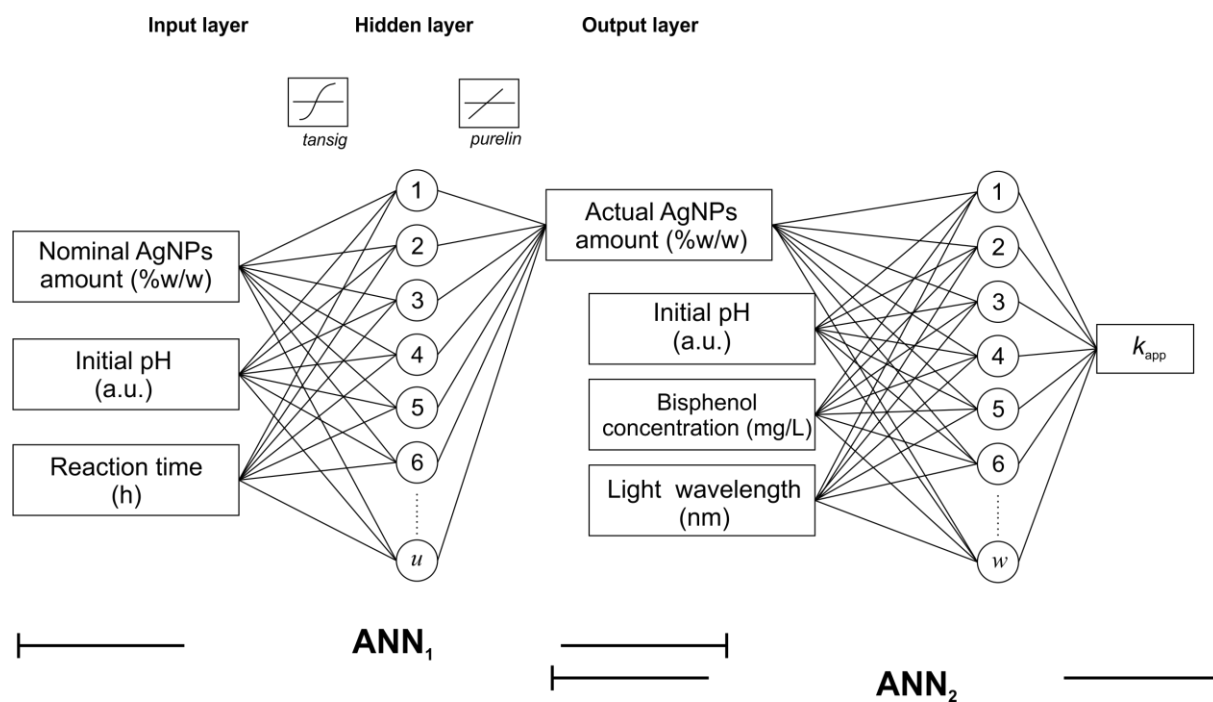 Input layer
Hidden layer
Output layer
tansig
purelin
Nominal AgNPs
amount (%w/w)
Initial pH
(a.u.)
Reaction time
(h)
1
2
3
4
5
6
u
Actual AgNPs
amount (%w/w)
Initial pH
(a.u.)
Bisphenol
concentration (mg/L)
Light wavelength
(nm)
1
2
3
4
5
6
w
kapp
ANN1
ANN2